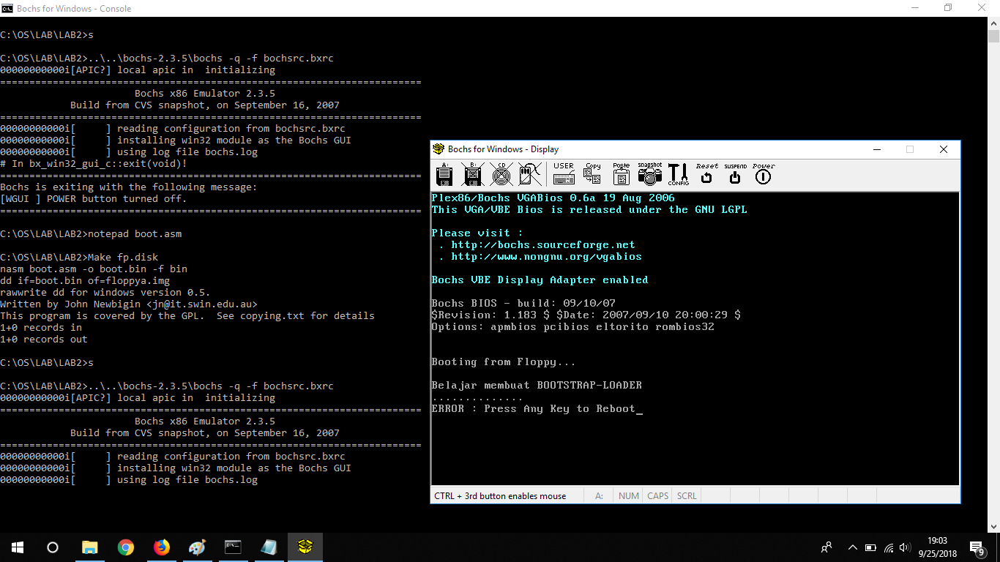 Bochs for Windows - Console
C:\OS\LAB\LAB2>s
C:\OS\LAB\LAB2>..\..\bochs-2.3.5\bochs -q -f bochsrc.bxrc
00000000000i[APIC?] local apic in  initializing
========================================================================
Bochs x86 Emulator 2.3.5
Build from CVS snapshot, on September 16, 2007
========================================================================
00000000000i[     ] reading configuration from bochsrc.bxrc
00000000000i[     ] installing win32 module as the Bochs GUI
00000000000i[     ] using log file bochs.log
# In bx_win32_gui_c::exit(void)!
========================================================================
Bochs is exiting with the following message:
[WGUI ] POWER button turned off.
========================================================================
C:\OS\LAB\LAB2>notepad boot.asm
C:\OS\LAB\LAB2>Make fp.disk
nasm boot.asm -o boot.bin -f bin
dd if=boot.bin of=floppya.img
rawwrite dd for windows version 0.5.
Written by John Newbigin <jn@it.swin.edu.au>
This program is covered by the GPL.  See copying.txt for details
1+0 records in
1+0 records out
C:\OS\LAB\LAB2>s
C:\OS\LAB\LAB2>..\..\bochs-2.3.5\bochs -q -f bochsrc.bxrc
00000000000i[APIC?] local apic in  initializing
========================================================================
Bochs x86 Emulator 2.3.5
Build from CVS snapshot, on September 16, 2007
========================================================================
00000000000i[     ] reading configuration from bochsrc.bxrc
00000000000i[     ] installing win32 module as the Bochs GUI
00000000000i[     ] using log file bochs.log
Bochs for Windows - Display
A: B: CD USER Copy Paste snapshot CONFIG Reset SUSPEND Power
Plex86/Bochs VGABios 0.6a 19 Aug 2006
This VGA/VBE Bios is released under the GNU LGPL
Please visit :
. http://bochs.sourceforge.net
. http://www.nongnu.org/vgabios
Bochs VBE Display Adapter enabled
Bochs BIOS - build: 09/10/07
$Revision: 1.183 $ $Date: 2007/09/10 20:00:29 $
Options: apmbios pcibios eltorito rombios32
Booting from Floppy...
Belajar membuat BOOTSTRAP-LOADER
..............
ERROR : Press Any Key to Reboot_
CTRL + 3rd button enables mouse A: NUM CAPS SCRL
19:03
9/25/2018
9